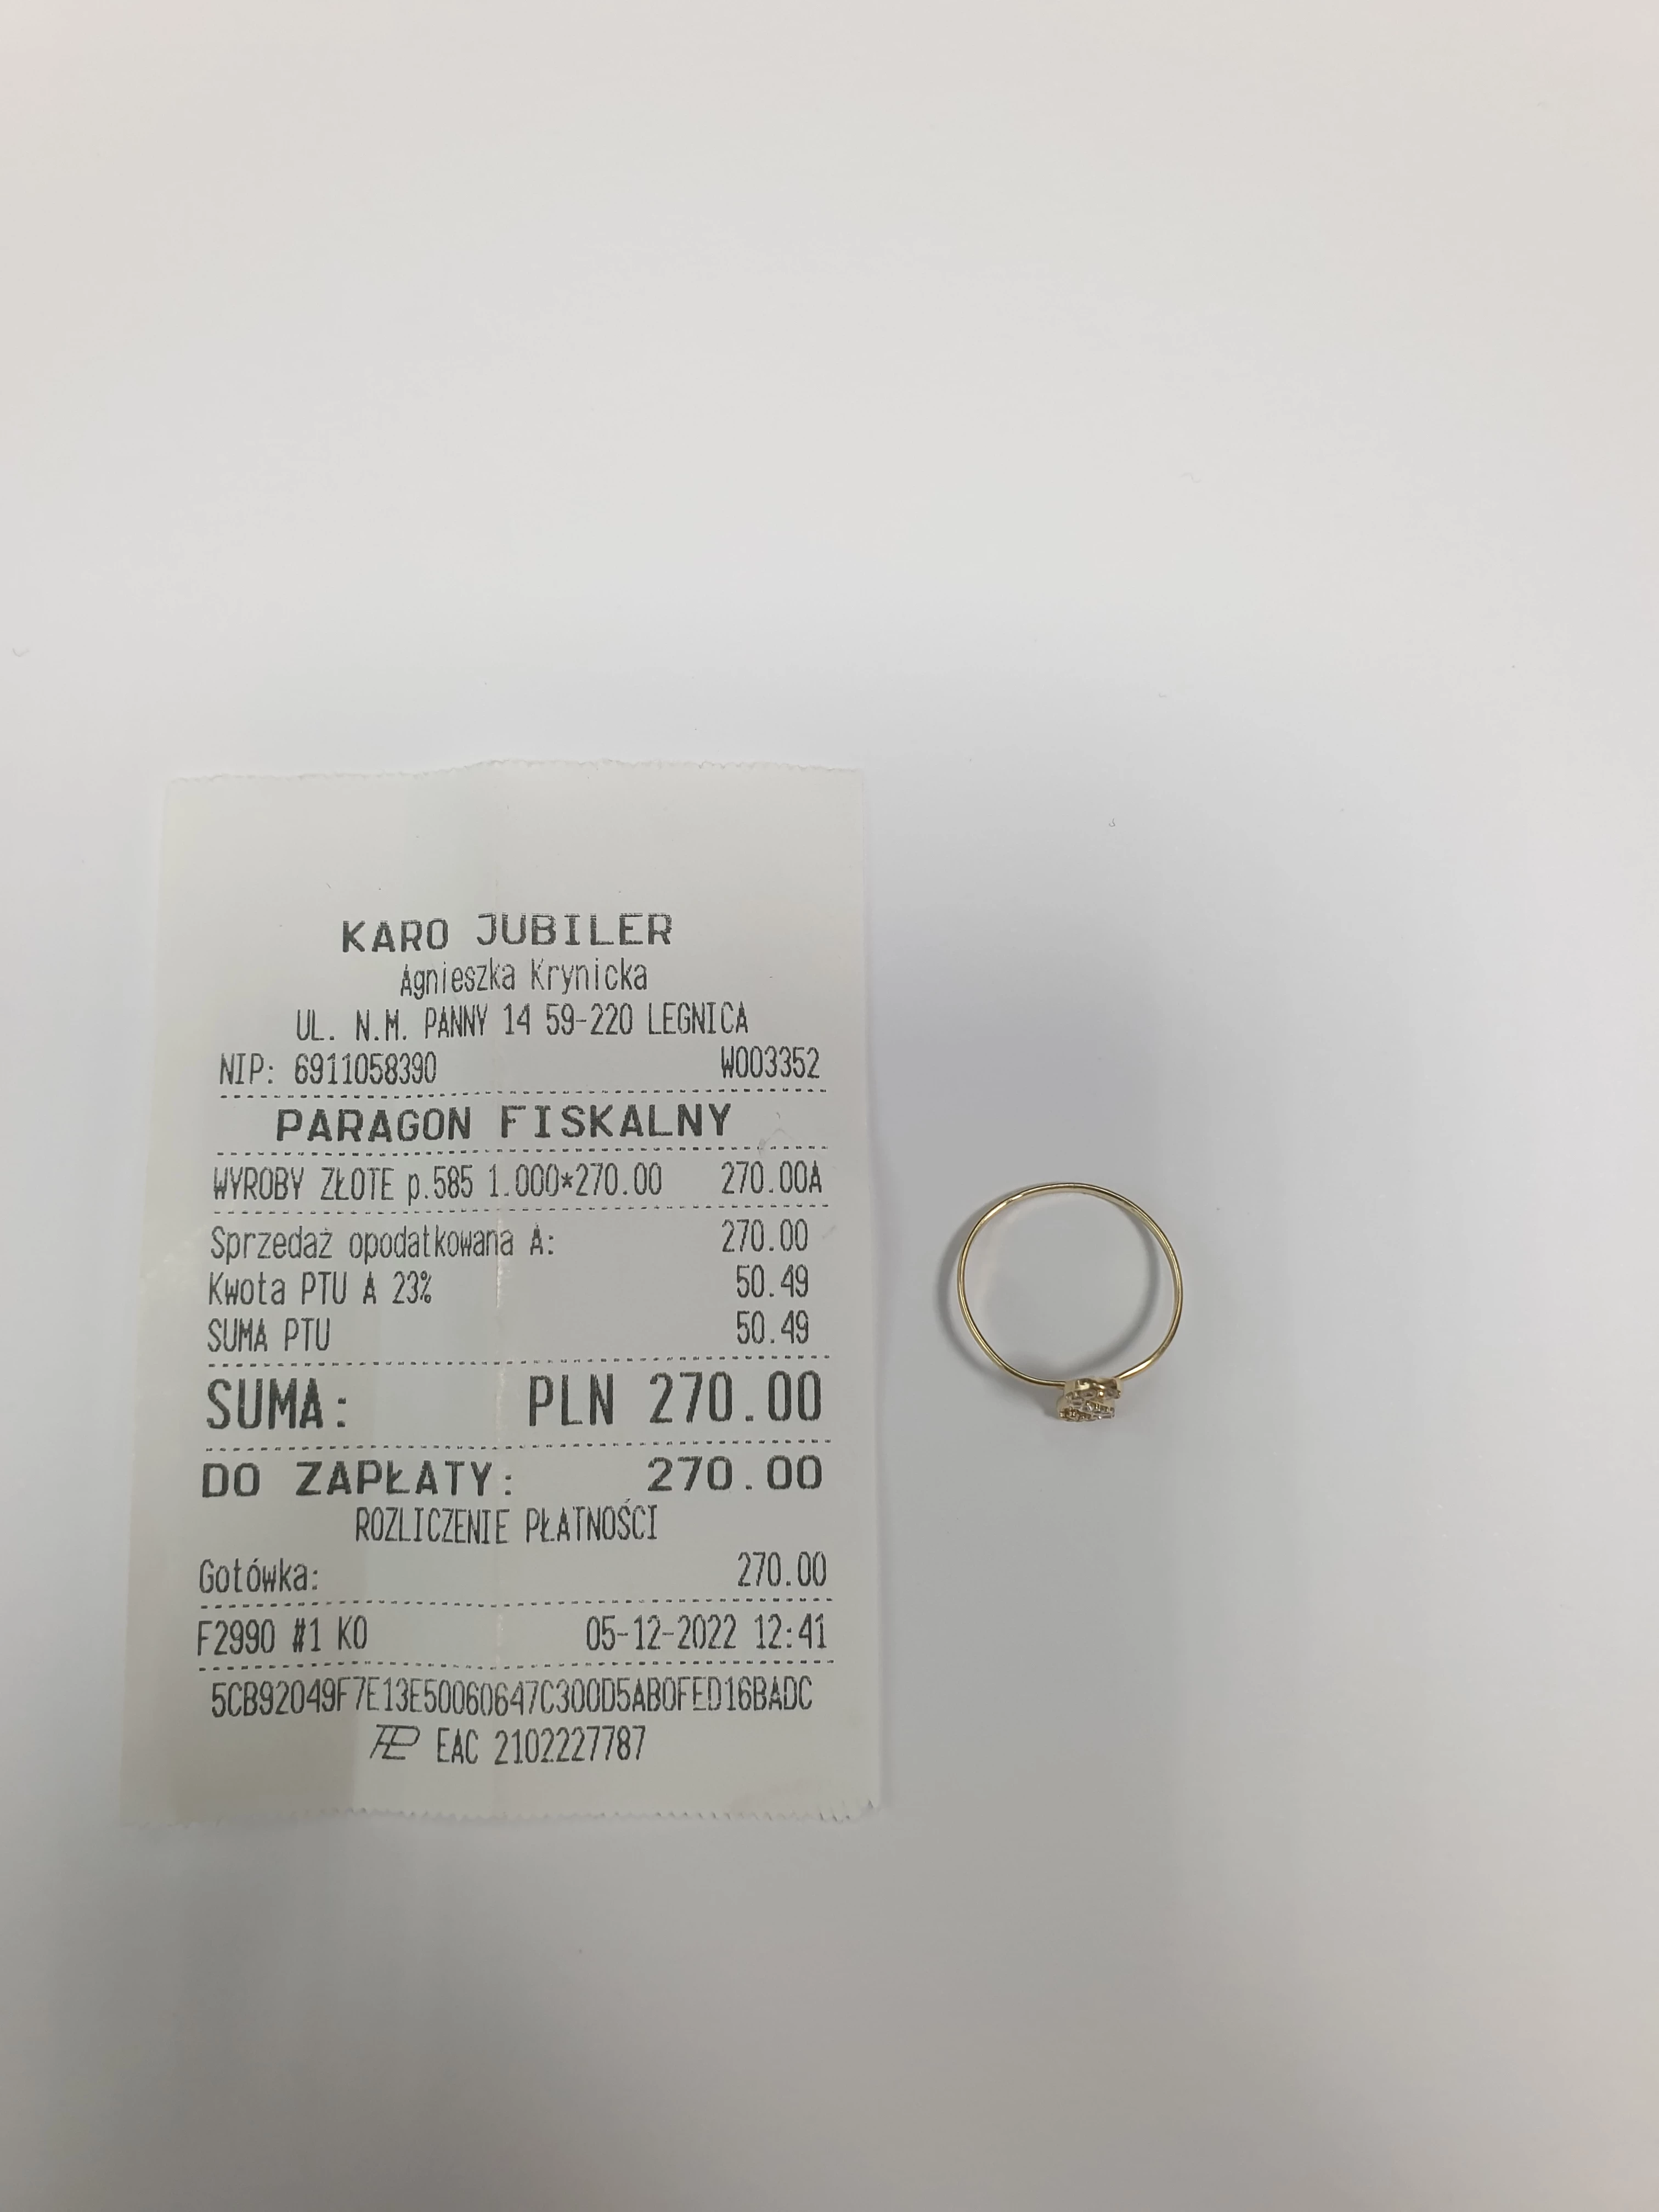 KARO JUBILER
Agnieszka Krynicka
UL. N.M. PANNY 14 59-220 LEGNICA
NIP: 6911058390 W003352
PARAGON FISKALNY
WYROBY ZŁOTE p.585 1.000*270.00 270.00A
Sprzedaż opodatkowana A: 270.00
Kwota PTU A 23% 50.49
SUMA PTU 50.49
SUMA: PLN 270.00
DO ZAPŁATY: 270.00
ROZLICZENIE PŁATNOŚCI
Gotówka: 270.00
F2990 #1 KO 05-12-2022 12:41
5CB92049F7E13E50060647C300D5AB0FED16BADC
EAC 2102227787